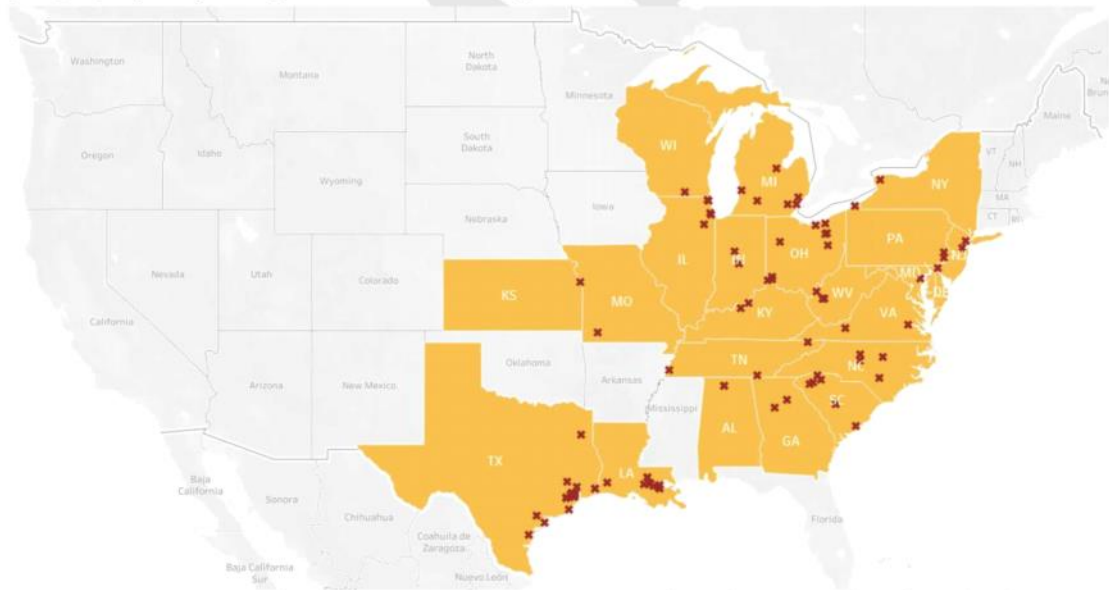 Washington
North
Dakota
Montana
Minnesota
Maine
Oregon
Idaho
South
Dakota
WI
VT
NH
Wyoming
MI
NY
MA
CT
Iowa
Nebraska
PA
Nevada
Utah
Colorado
IL
IN
OH
NJ
MD
DE
California
KS
MO
WV
VA
KY
Arizona
New Mexico
Oklahoma
Arkansas
TN
NC
Mississippi
SC
AL
GA
TX
LA
Baja
California
Sonora
Chihuahua
Florida
Coahuila de
Zaragoza
Baja California
Sur
Nuevo León